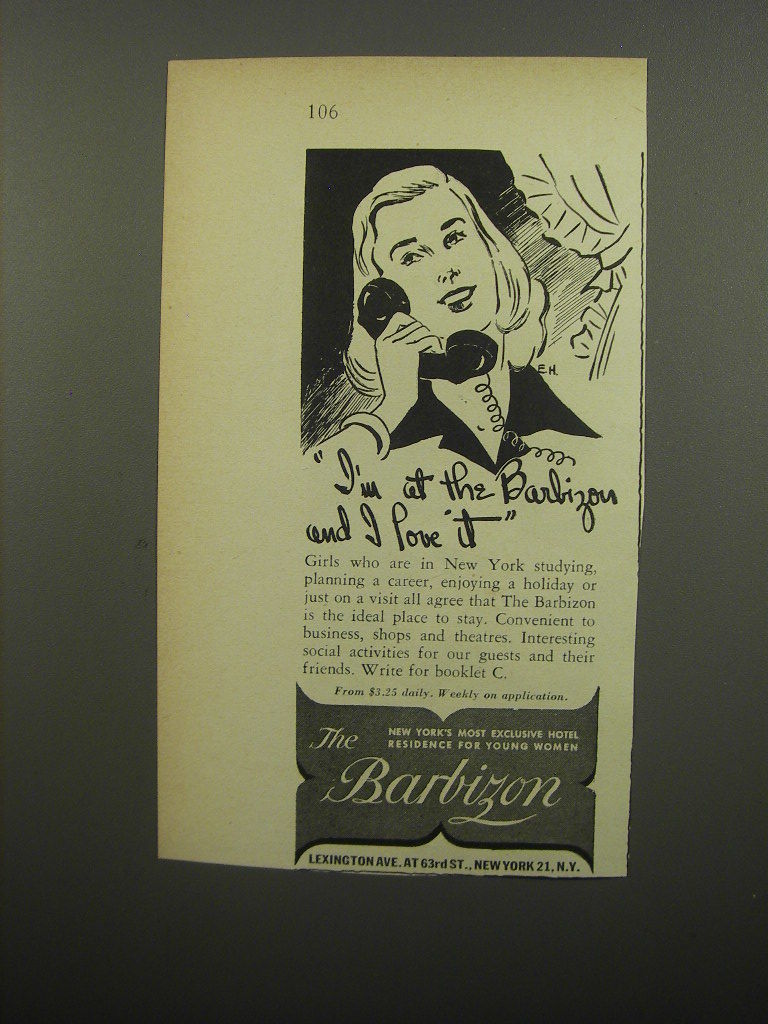 106
E.H.
"I'm at the Barbizon
and I love it"
Girls who are in New York studying,
planning a career, enjoying a holiday or
just on a visit all agree that The Barbizon
is the ideal place to stay. Convenient to
business, shops and theatres. Interesting
social activities for our guests and their
friends. Write for booklet C.
From $3.25 daily. Weekly on application.
The
NEW YORK'S MOST EXCLUSIVE HOTEL
RESIDENCE FOR YOUNG WOMEN
Barbizon
LEXINGTON AVE. AT 63rd ST., NEW YORK 21, N.Y.